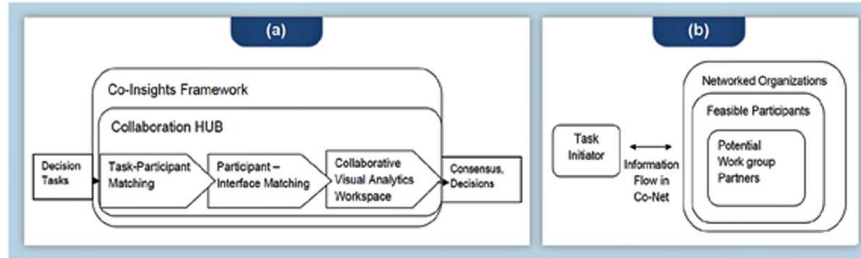 (a)
Co-Insights Framework
Collaboration HUB
Decision
Tasks
Task-Participant
Matching
Participant –
Interface Matching
Collaborative
Visual Analytics
Workspace
Consensus,
Decisions
(b)
Networked Organizations
Feasible Participants
Task
Initiator
Information
Flow in
Co-Net
Potential
Work group
Partners